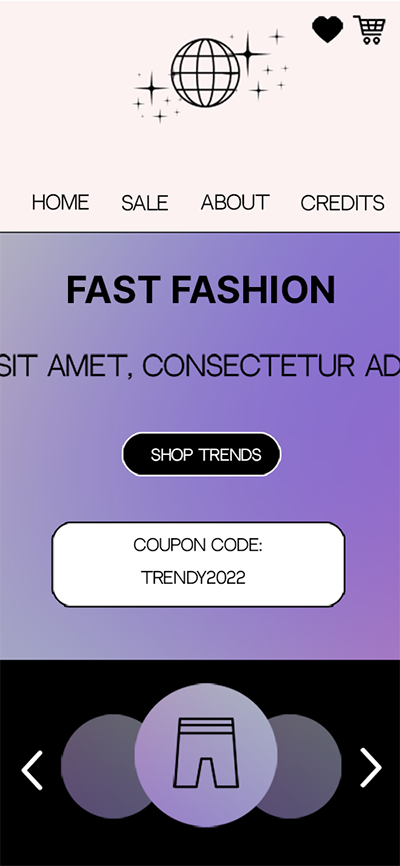 HOME SALE ABOUT CREDITS
FAST FASHION
SIT AMET, CONSECTETUR AD
SHOP TRENDS
COUPON CODE:
TRENDY2022